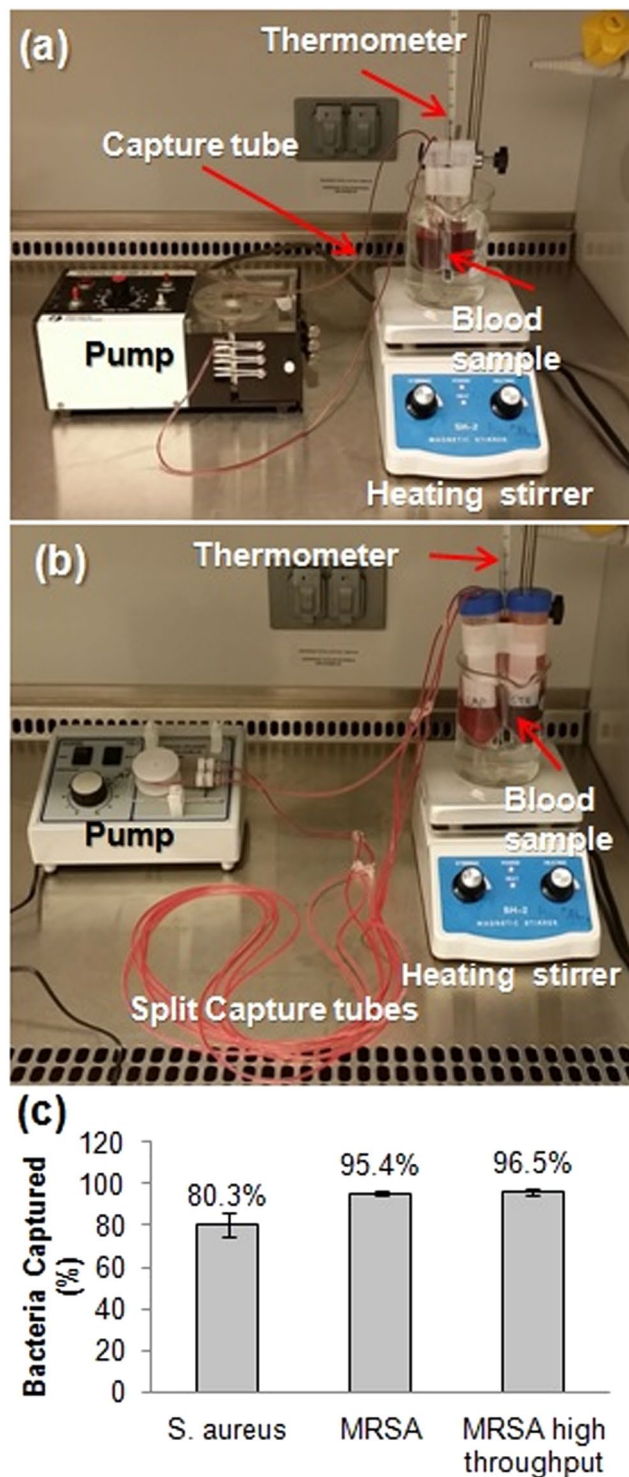 (a)
Thermometer
Capture tube
Pump
Blood
sample
SH-2
MAGNETIC STIRRER
Heating stirrer
(b)
Thermometer
Pump
Blood
sample
SH-2
MAGNETIC STIRRER
Heating stirrer
Split Capture tubes
(c)
Bacteria Captured
(%)
120
100
80
60
40
20
0
80.3%
95.4%
96.5%
S. aureus
MRSA
MRSA high
throughput